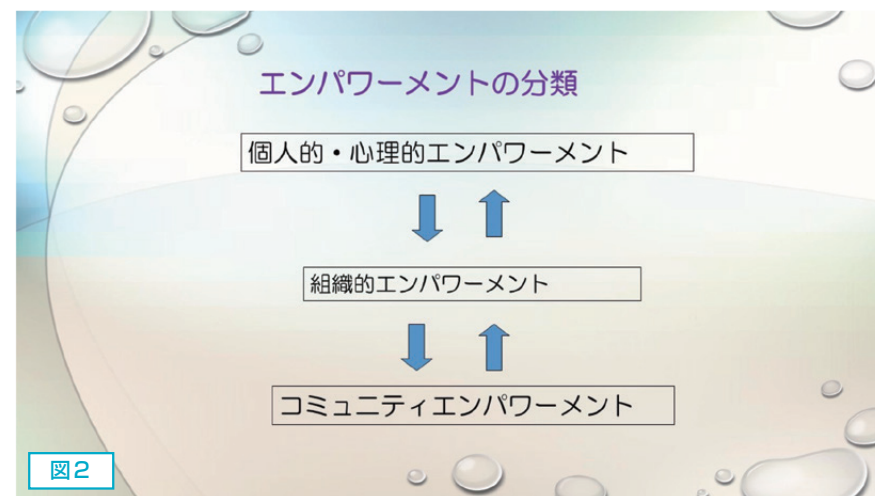 エンパワーメントの分類
個人的・心理的エンパワーメント
組織的エンパワーメント
コミュニティエンパワーメント
図2